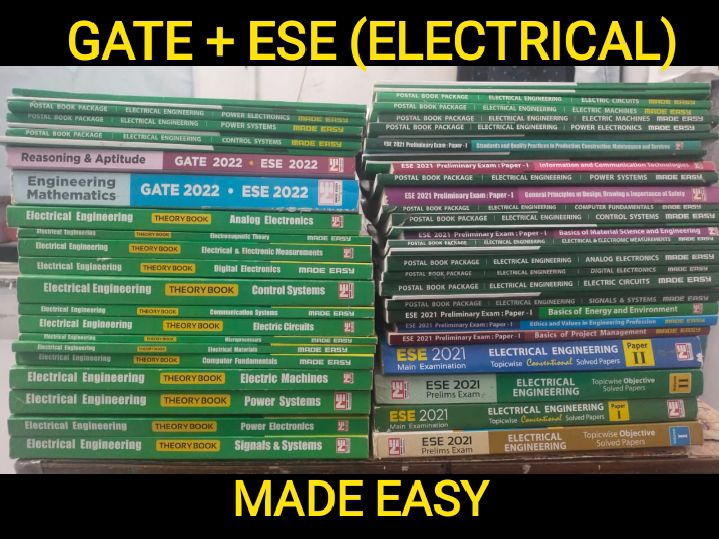 GATE + ESE (ELECTRICAL)
POSTAL BOOK PACKAGE | ELECTRICAL ENGINEERING | POWER ELECTRONICS MADE EASY
POSTAL BOOK PACKAGE | ELECTRICAL ENGINEERING | POWER SYSTEMS MADE EASY
POSTAL BOOK PACKAGE | ELECTRICAL ENGINEERING | CONTROL SYSTEMS MADE EASY
Reasoning & Aptitude GATE 2022 • ESE 2022
Engineering Mathematics GATE 2022 • ESE 2022
Electrical Engineering THEORY BOOK Analog Electronics
Electrical Engineering THEORY BOOK Electromagnetic Theory MADE EASY
Electrical Engineering THEORY BOOK Electrical & Electronic Measurements
Electrical Engineering THEORY BOOK Digital Electronics MADE EASY
Electrical Engineering THEORY BOOK Control Systems
Electrical Engineering THEORY BOOK Communication Systems MADE EASY
Electrical Engineering THEORY BOOK Electric Circuits
Electrical Engineering THEORY BOOK Microprocessors MADE EASY
Electrical Engineering THEORY BOOK Electrical Materials MADE EASY
Electrical Engineering THEORY BOOK Computer Fundamentals MADE EASY
Electrical Engineering THEORY BOOK Electric Machines
Electrical Engineering THEORY BOOK Power Systems
Electrical Engineering THEORY BOOK Power Electronics
Electrical Engineering THEORY BOOK Signals & Systems
POSTAL BOOK PACKAGE | ELECTRICAL ENGINEERING | ELECTRIC CIRCUITS MADE EASY
POSTAL BOOK PACKAGE | ELECTRICAL ENGINEERING | ELECTRIC MACHINES MADE EASY
POSTAL BOOK PACKAGE | ELECTRICAL ENGINEERING | ELECTRIC MACHINES MADE EASY
POSTAL BOOK PACKAGE | ELECTRICAL ENGINEERING | POWER ELECTRONICS MADE EASY
ESE 2021 Preliminary Exam : Paper - I Standards and Quality Practices in Production, Construction, Maintenance and Services
ESE 2021 Preliminary Exam : Paper - I Information and Communication Technologies
POSTAL BOOK PACKAGE | ELECTRICAL ENGINEERING | POWER SYSTEMS MADE EASY
ESE 2021 Preliminary Exam : Paper - I General Principles of Design, Drawing & Importance of Safety
POSTAL BOOK PACKAGE | ELECTRICAL ENGINEERING | COMPUTER FUNDAMENTALS MADE EASY
POSTAL BOOK PACKAGE | ELECTRICAL ENGINEERING | CONTROL SYSTEMS MADE EASY
ESE 2021 Preliminary Exam : Paper - I Basics of Material Science and Engineering
POSTAL BOOK PACKAGE | ELECTRICAL ENGINEERING | ELECTRICAL & ELECTRONIC MEASUREMENTS MADE EASY
POSTAL BOOK PACKAGE | ELECTRICAL ENGINEERING | ANALOG ELECTRONICS MADE EASY
POSTAL BOOK PACKAGE | ELECTRICAL ENGINEERING | DIGITAL ELECTRONICS MADE EASY
POSTAL BOOK PACKAGE | ELECTRICAL ENGINEERING | ELECTRIC CIRCUITS MADE EASY
POSTAL BOOK PACKAGE | ELECTRICAL ENGINEERING | SIGNALS & SYSTEMS MADE EASY
ESE 2021 Preliminary Exam : Paper - I Basics of Energy and Environment
ESE 2021 Preliminary Exam : Paper - I Ethics and Values in Engineering Profession
ESE 2021 Preliminary Exam : Paper - I Basics of Project Management
ESE 2021 Main Examination ELECTRICAL ENGINEERING Topicwise Conventional Solved Papers Paper II
ESE 2021 Prelims Exam ELECTRICAL ENGINEERING Topicwise Objective Solved Papers II
ESE 2021 Main Examination ELECTRICAL ENGINEERING Topicwise Conventional Solved Papers Paper I
ESE 2021 Prelims Exam ELECTRICAL ENGINEERING Topicwise Objective Solved Papers I
MADE EASY